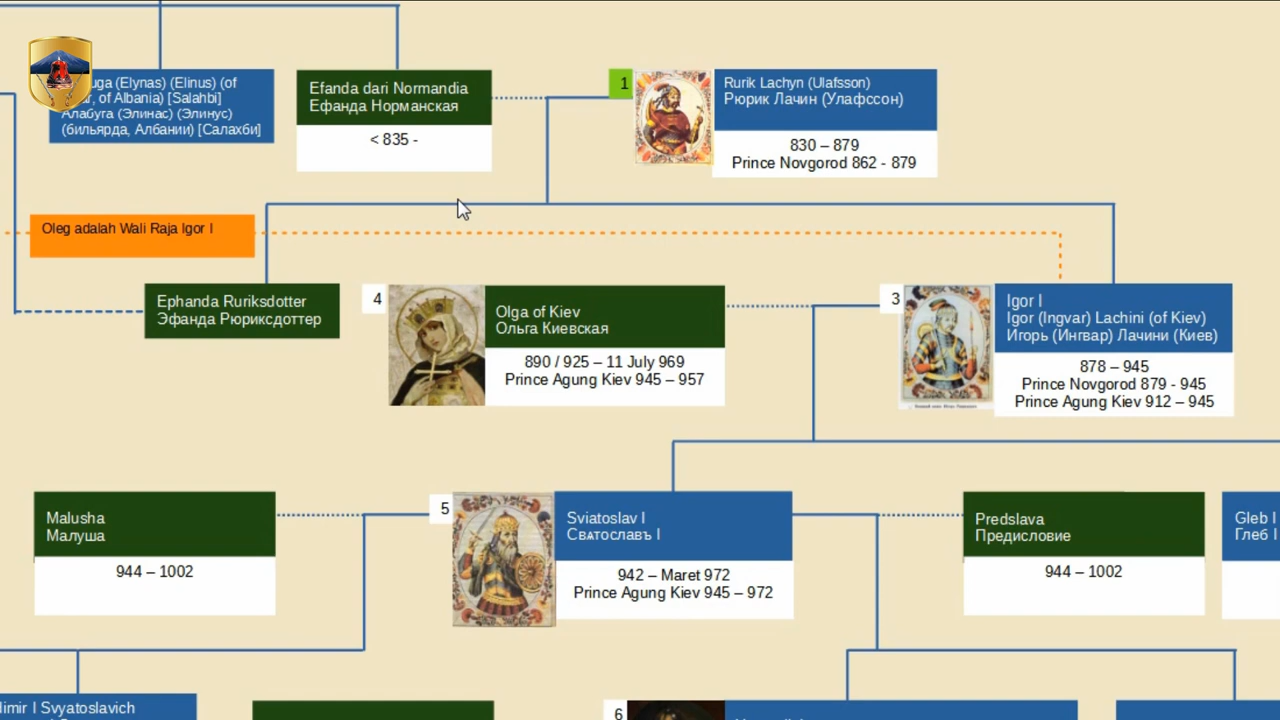 (Elynas) (Elinus) (of
of Albania) [Salahbi]
Алабуга (Элинас) (Элинус)
(бильярда, Албании) [Салахби]
Efanda dari Normandia
Ефанда Норманская
< 835 -
1
Rurik Lachyn (Ulafsson)
Рюрик Лачин (Улафссон)
830 – 879
Prince Novgorod 862 - 879
Oleg adalah Wali Raja Igor I
Ephanda Ruriksdotter
Эфанда Рюриксдоттер
4
Olga of Kiev
Ольга Киевская
890 / 925 – 11 July 969
Prince Agung Kiev 945 – 957
3
Igor I
Igor (Ingvar) Lachini (of Kiev)
Игорь (Ингвар) Лачини (Киев)
878 – 945
Prince Novgorod 879 - 945
Prince Agung Kiev 912 – 945
Malusha
Малуша
944 – 1002
5
Sviatoslav I
Свѧтославъ I
942 – Maret 972
Prince Agung Kiev 945 – 972
Predslava
Предисловие
944 – 1002
Gleb I
Глеб I
Svyatoslavich
6